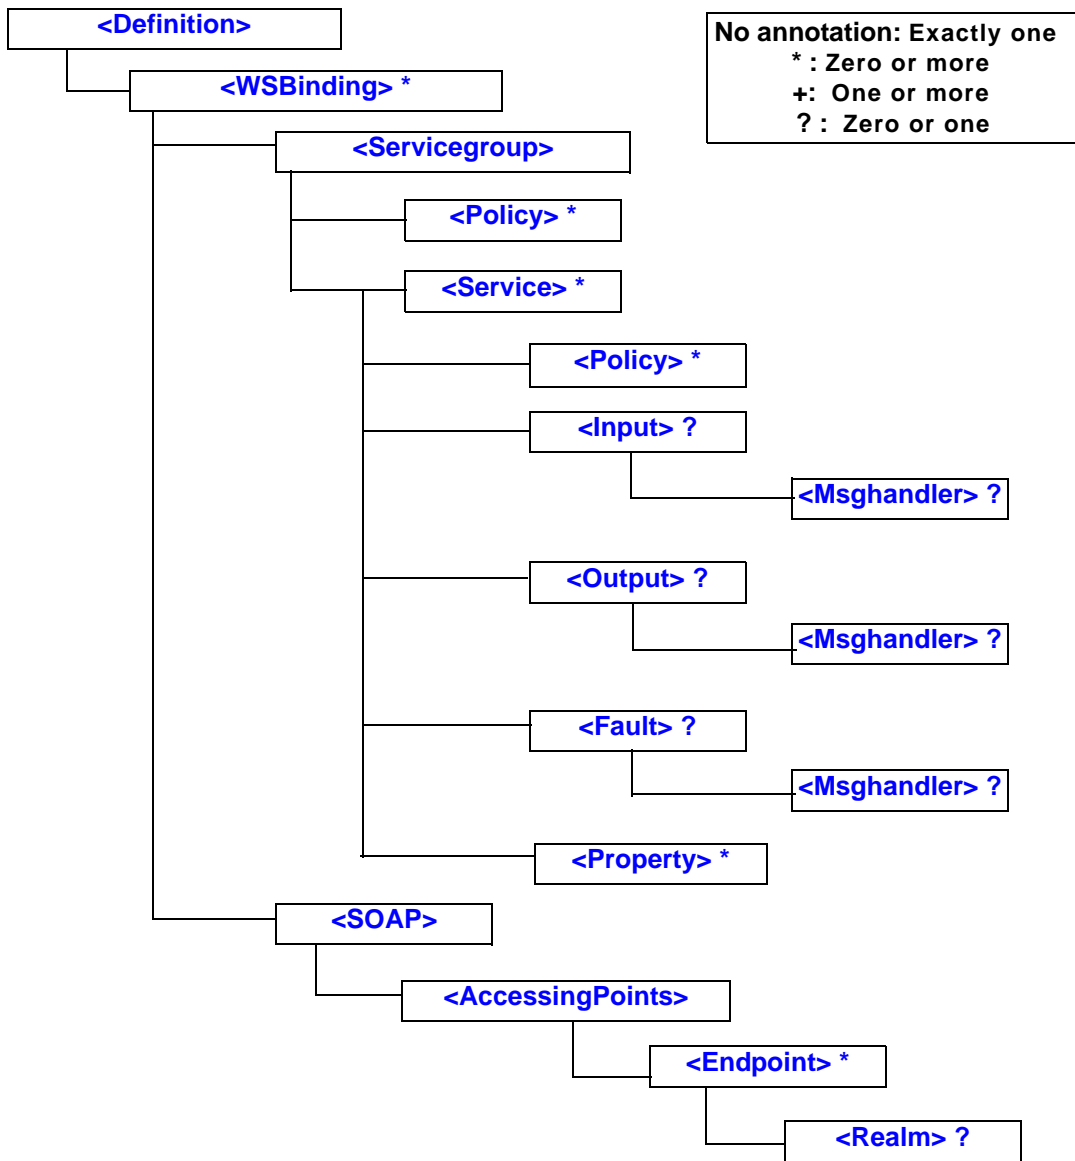 <Definition>
<WSBinding> *
<Servicegroup>
<Policy> *
<Service> *
<Policy> *
<Input> ?
<Msghandler> ?
<Output> ?
<Msghandler> ?
<Fault> ?
<Msghandler> ?
<Property> *
<SOAP>
<AccessingPoints>
<Endpoint> *
<Realm> ?
No annotation: Exactly one
* : Zero or more
+: One or more
? : Zero or one